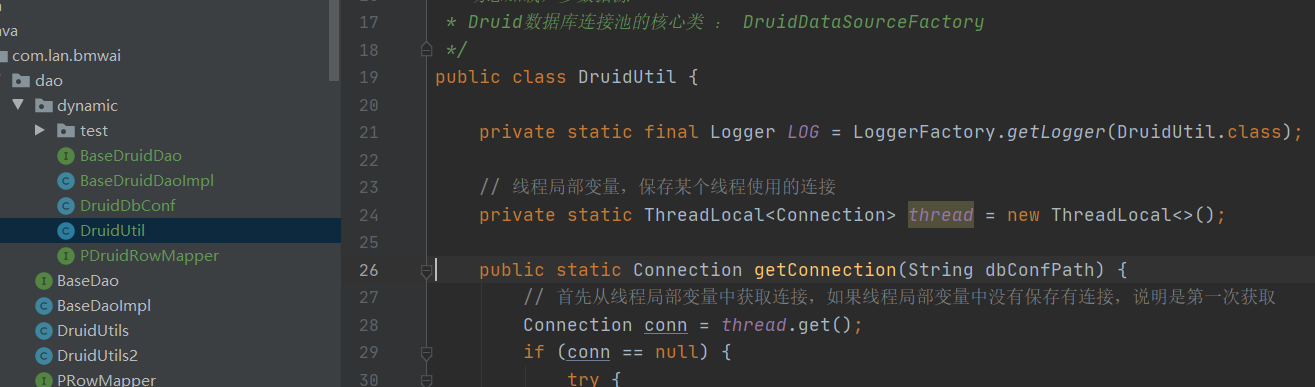 va
com.lan.bmwai
dao
dynamic
test
BaseDruidDao
BaseDruidDaoImpl
DruidDbConf
DruidUtil
PDruidRowMapper
BaseDao
BaseDaoImpl
DruidUtils
DruidUtils2
PRowMapper
17 * Druid数据库连接池的核心类 : DruidDataSourceFactory
18 */
19 public class DruidUtil {
20
21 private static final Logger LOG = LoggerFactory.getLogger(DruidUtil.class);
22
23 // 线程局部变量，保存某个线程使用的连接
24 private static ThreadLocal<Connection> thread = new ThreadLocal<>();
25
26 public static Connection getConnection(String dbConfPath) {
27 // 首先从线程局部变量中获取连接，如果线程局部变量中没有保存有连接，说明是第一次获取
28 Connection conn = thread.get();
29 if (conn == null) {
30 try {